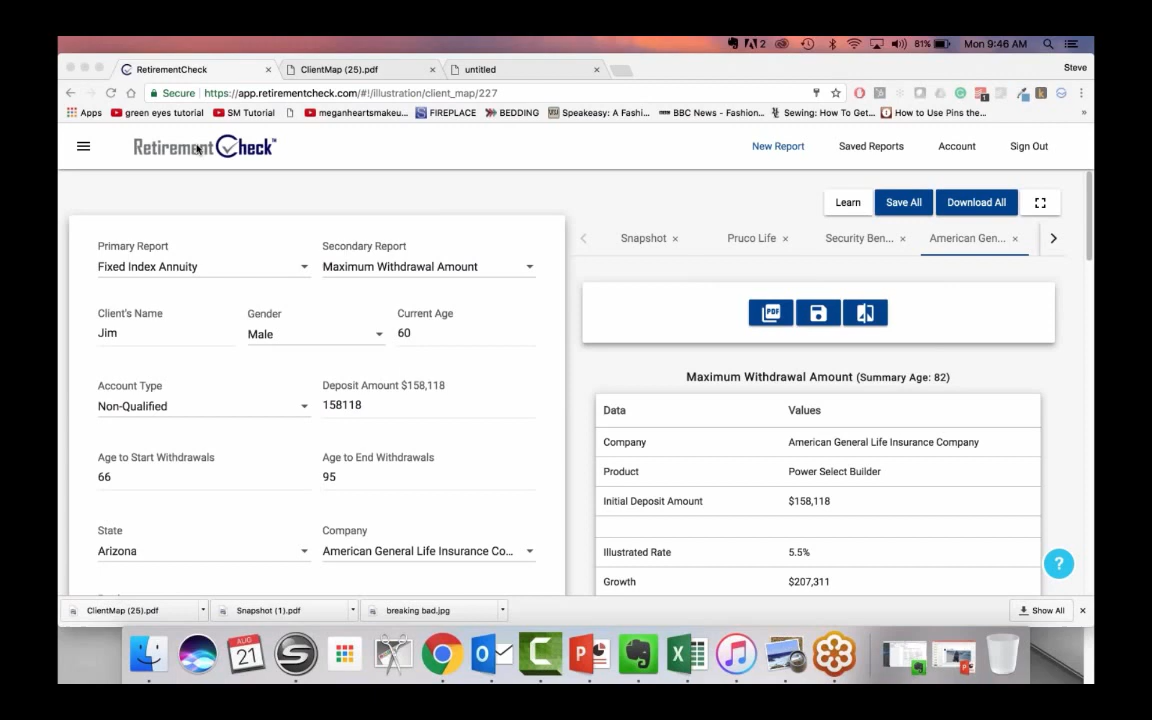 81% Mon 9:46 AM
RetirementCheck ClientMap (25).pdf untitled Steve
Secure https://app.retirementcheck.com/#!/illustration/client_map/227
Apps green eyes tutorial SM Tutorial meganheartsmakeu... FIREPLACE BEDDING Speakeasy: A Fashi... BBC News - Fashion... Sewing: How To Get... How to Use Pins the...
RetirementCheck™ New Report Saved Reports Account Sign Out
Learn Save All Download All
Snapshot × Pruco Life × Security Ben... × American Gen... ×
Primary Report Secondary Report
Fixed Index Annuity Maximum Withdrawal Amount
PDF
Client's Name Gender Current Age
Jim Male 60
Maximum Withdrawal Amount (Summary Age: 82)
Account Type Deposit Amount $158,118
Non-Qualified 158118
Data Values
Company American General Life Insurance Company
Age to Start Withdrawals Age to End Withdrawals
66 95
Product Power Select Builder
Initial Deposit Amount $158,118
State Company
Arizona American General Life Insurance Co...
Illustrated Rate 5.5%
Growth $207,311
?
ClientMap (25).pdf Snapshot (1).pdf breaking bad.jpg Show All
AUG
21